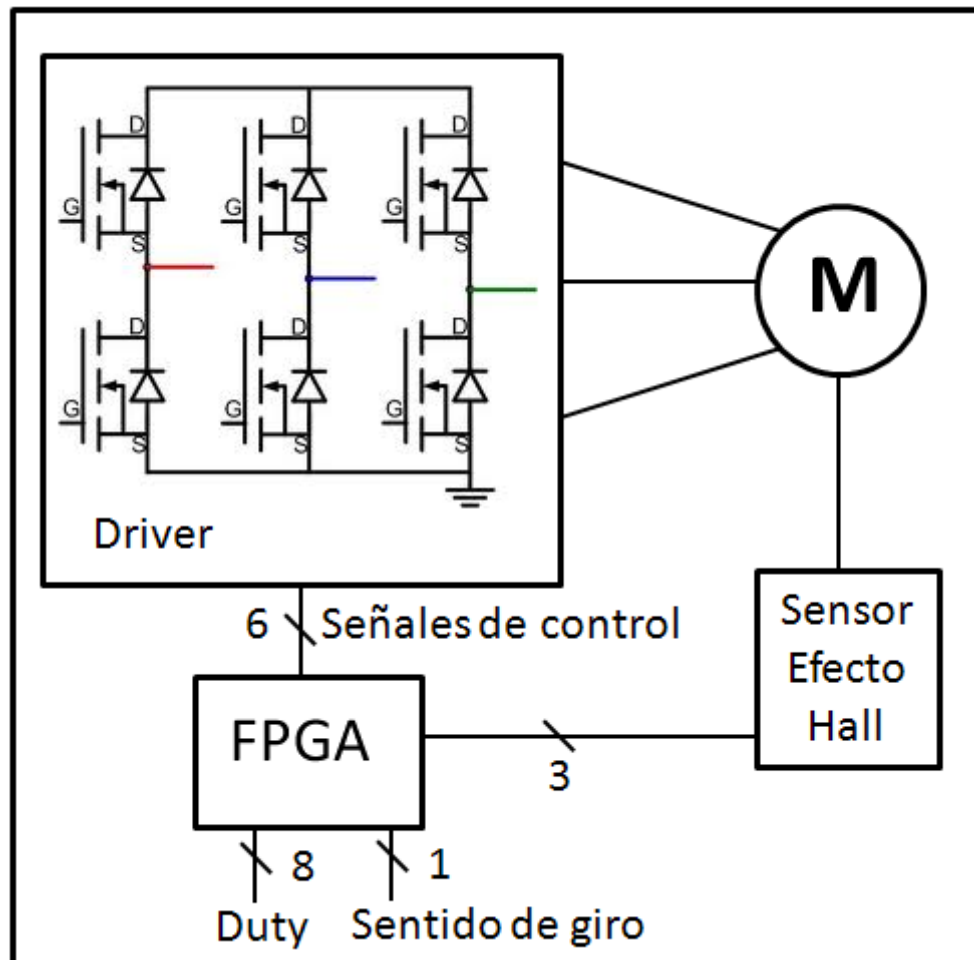 D D D
G G G
S S S
D D D
G G G
S S S
M
Driver
6 Señales de control
Sensor
Efecto
Hall
FPGA
3
8 1
Duty Sentido de giro